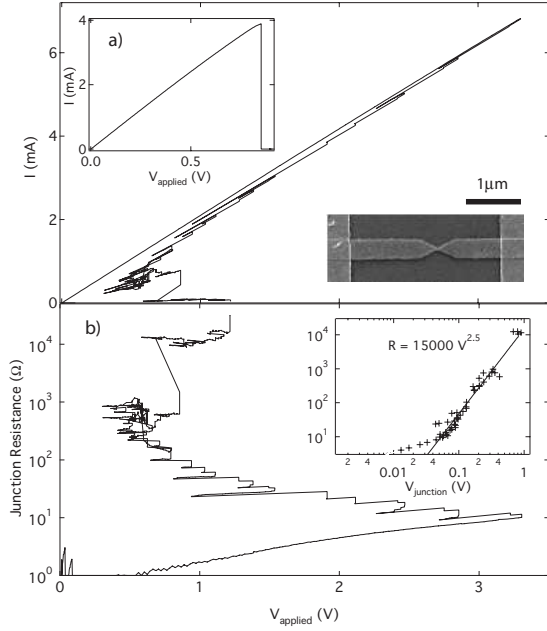 a)
4
2
0
I (mA)
0.0
0.5
V_applied (V)
6
4
2
0
I (mA)
1μm
b)
10^4
10^3
10^2
10^1
10^0
Junction Resistance (Ω)
0
1
2
3
V_applied (V)
R = 15000 V^2.5
10^4
10^3
10^2
10^1
2 4 0.01 2 4 0.1 2 4 1
V_junction (V)